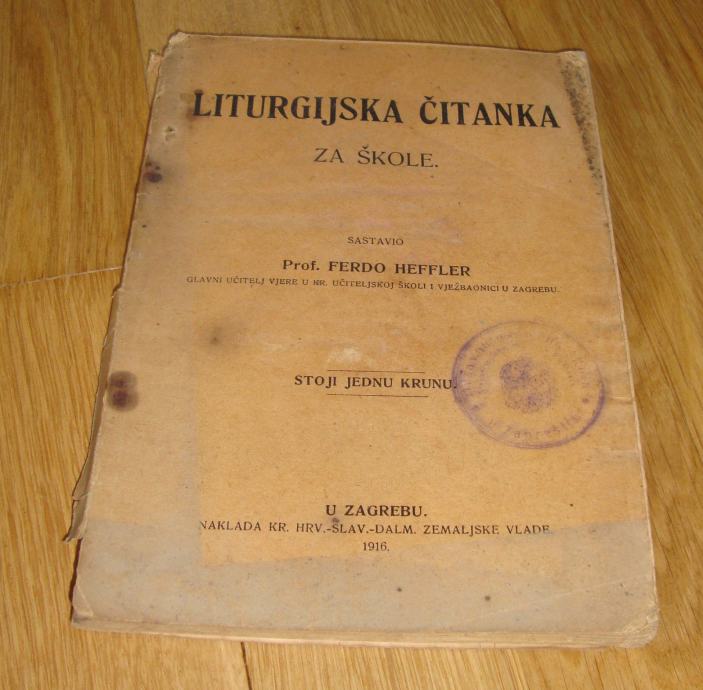 LITURGIJSKA ČITANKA
ZA ŠKOLE.
SASTAVIO
Prof. FERDO HEFFLER
GLAVNI UČITELJ VJERE U KR. UČITELJSKOJ ŠKOLI I VJEŽBAONICI U ZAGREBU.
STOJI JEDNU KRUNU.
U ZAGREBU.
NAKLADA KR. HRV.-SLAV.-DALM. ZEMALJSKE VLADE.
1916.